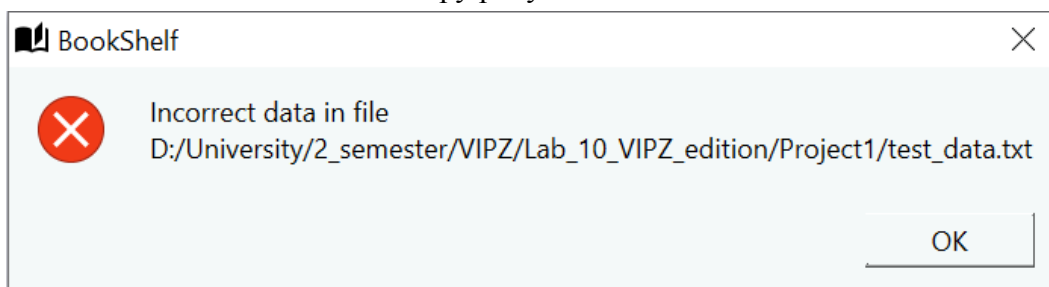 BookShelf
Incorrect data in file
D:/University/2_semester/VIPZ/Lab_10_VIPZ_edition/Project1/test_data.txt
OK